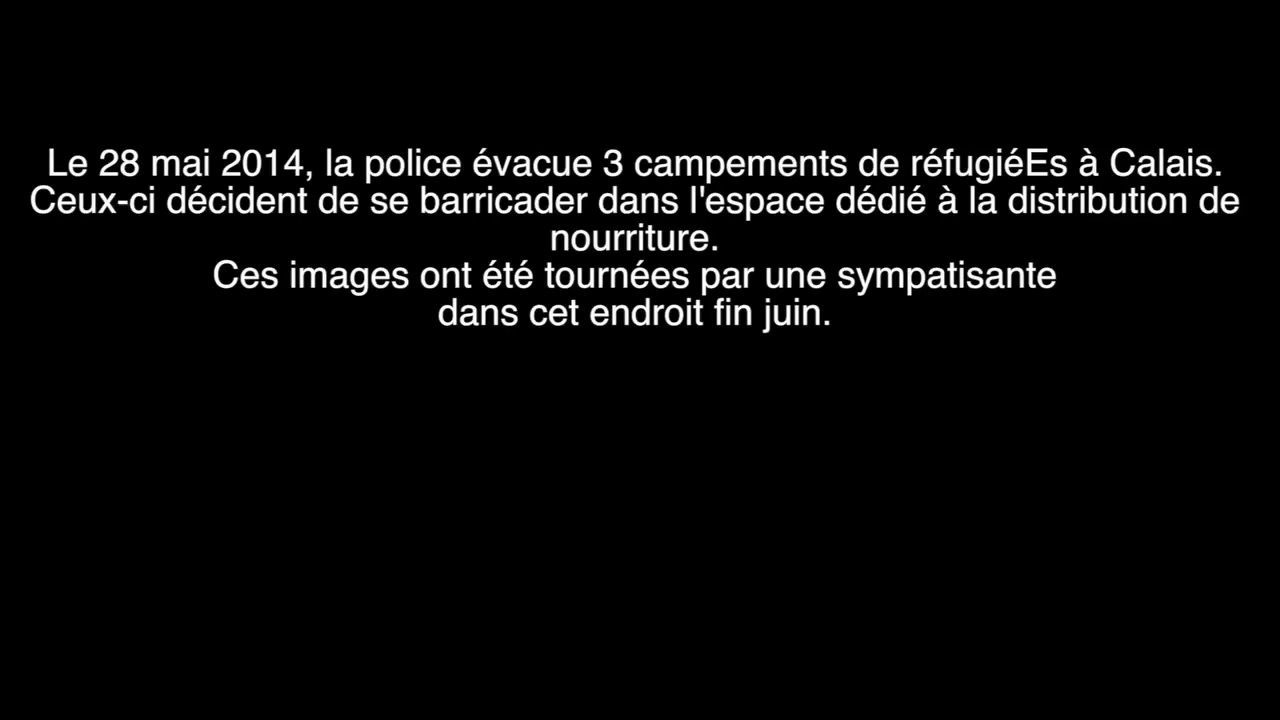 Le 28 mai 2014, la police évacue 3 campements de réfugiéEs à Calais.
Ceux-ci décident de se barricader dans l'espace dédié à la distribution de
nourriture.
Ces images ont été tournées par une sympatisante
dans cet endroit fin juin.